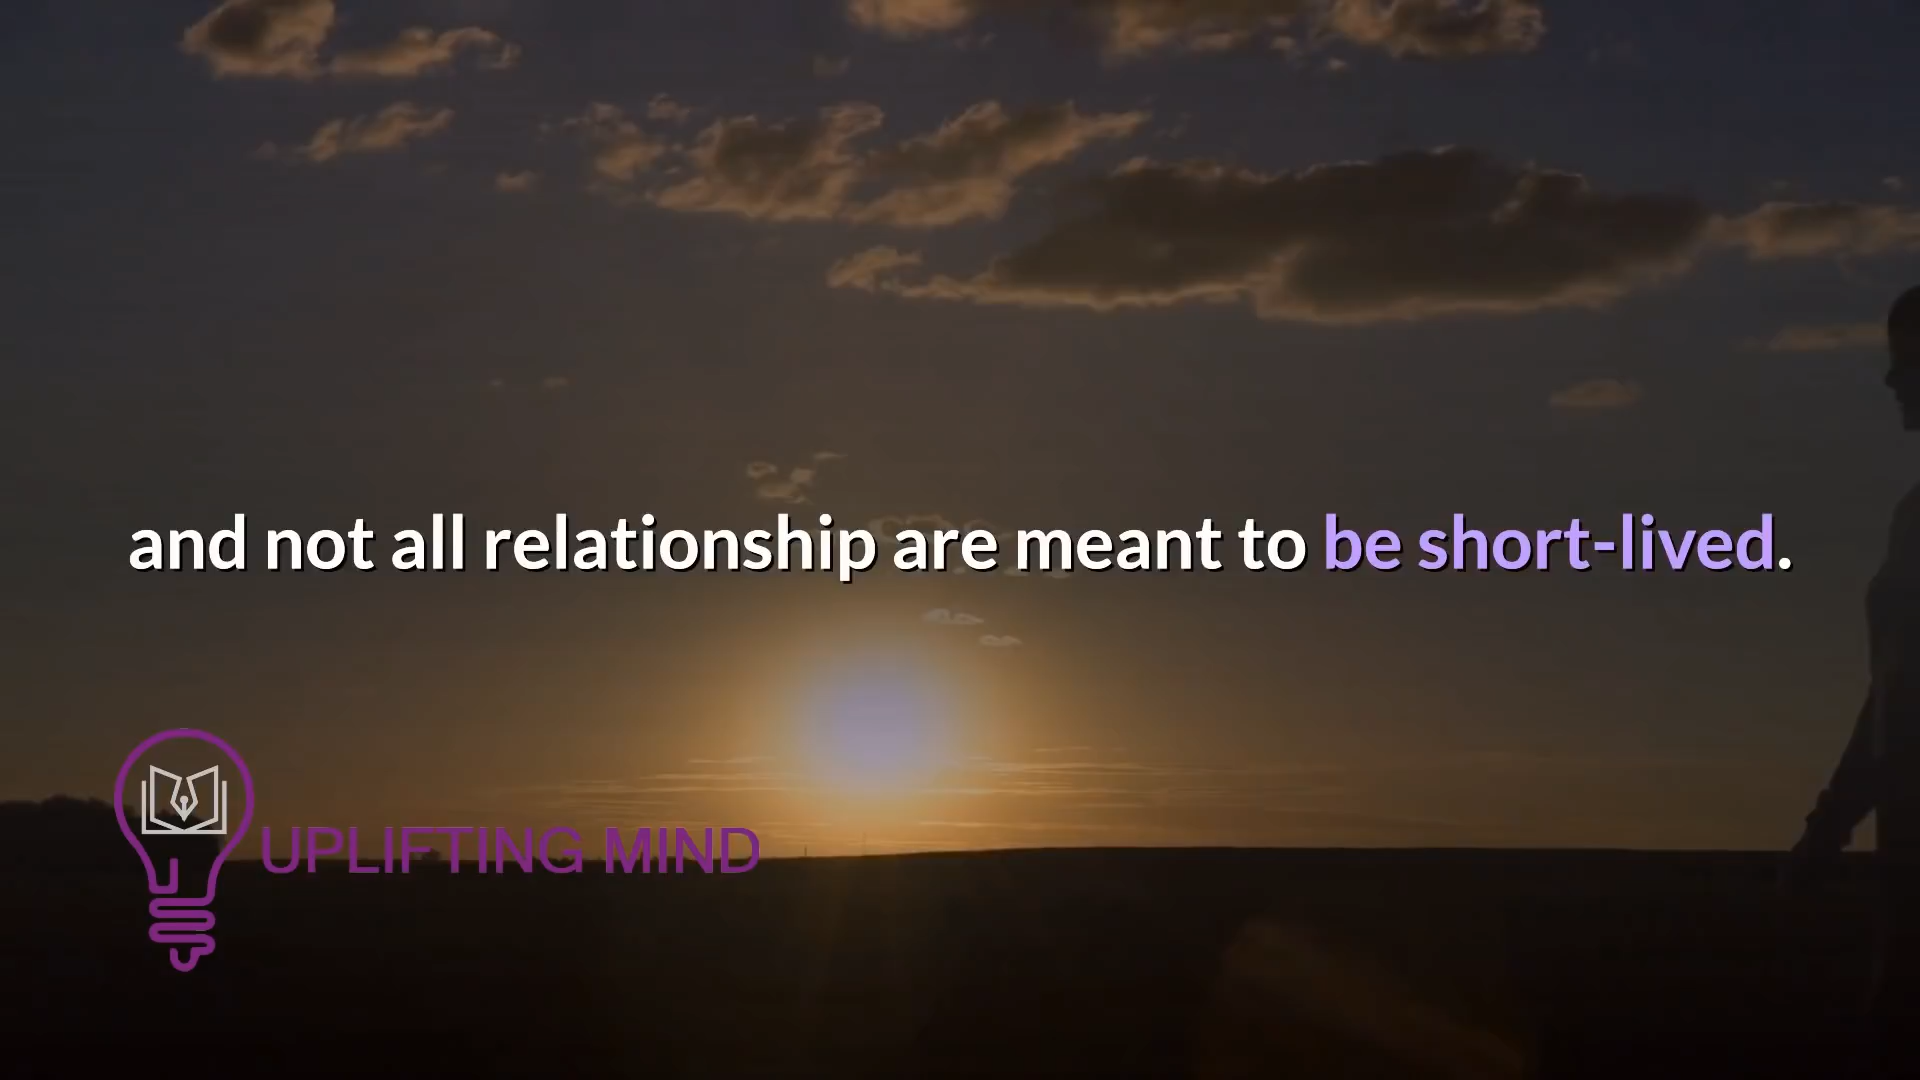 and not all relationship are meant to be short-lived.
UPLIFTING MIND